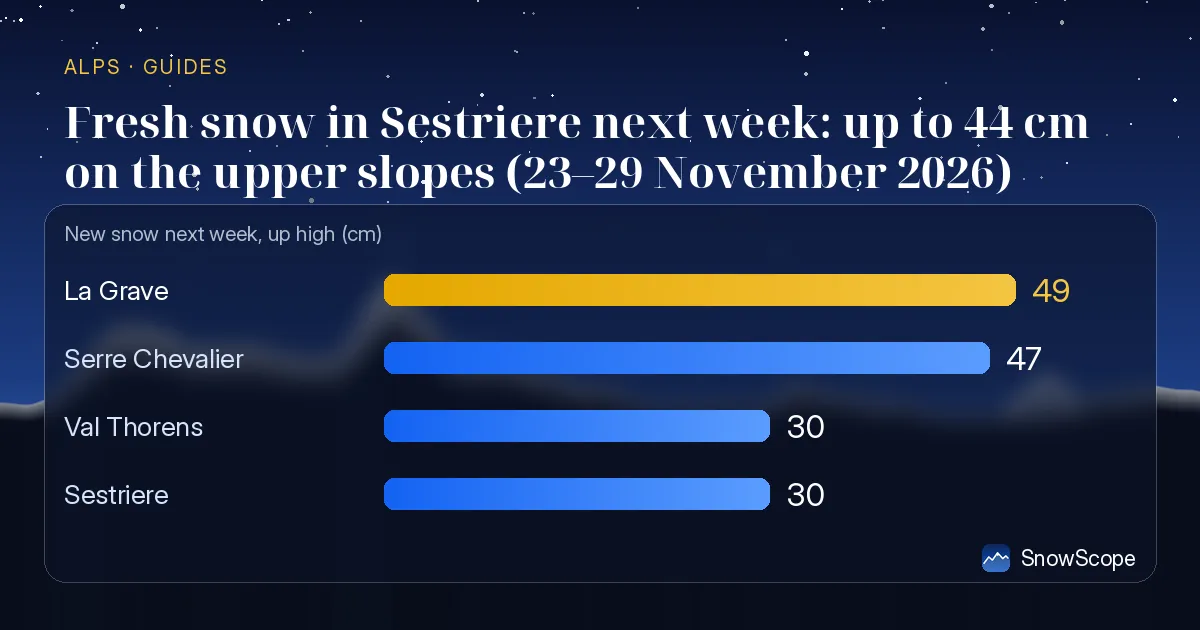 ALPS · GUIDES
Fresh snow in Sestriere next week: up to 44 cm
on the upper slopes (23–29 November 2026)
New snow next week, up high (cm)
La Grave 49
Serre Chevalier 47
Val Thorens 30
Sestriere 30
SnowScope